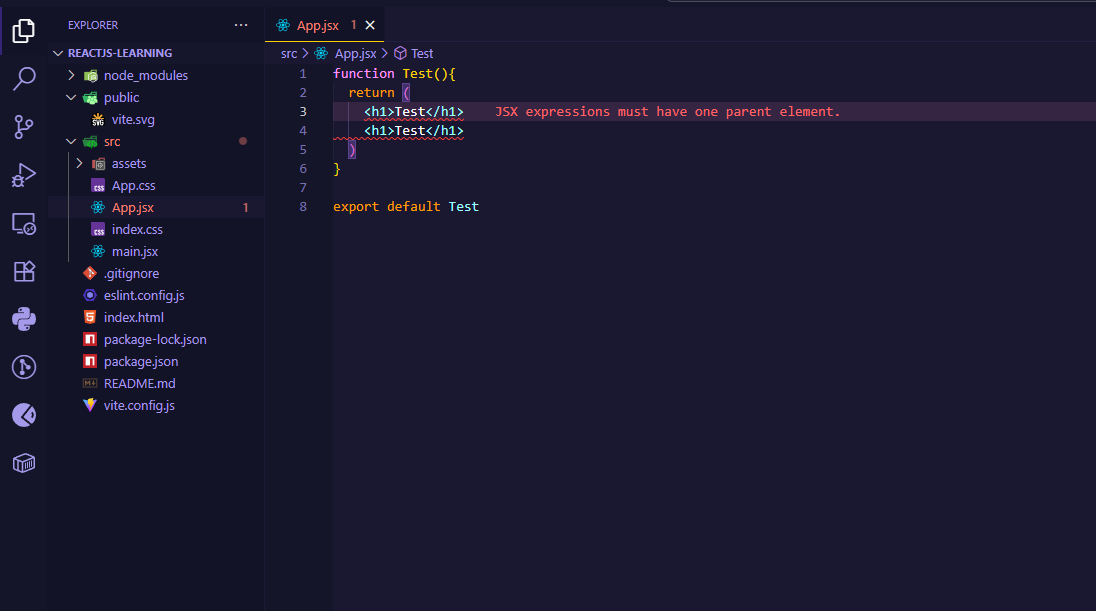 EXPLORER ...
REACTJS-LEARNING
node_modules
public
vite.svg
src
assets
App.css
App.jsx 1
index.css
main.jsx
.gitignore
eslint.config.js
index.html
package-lock.json
package.json
README.md
vite.config.js
App.jsx 1
src > App.jsx > Test
1 function Test(){
2 return (
3 <h1>Test</h1> JSX expressions must have one parent element.
4 <h1>Test</h1>
5 )
6 }
7
8 export default Test